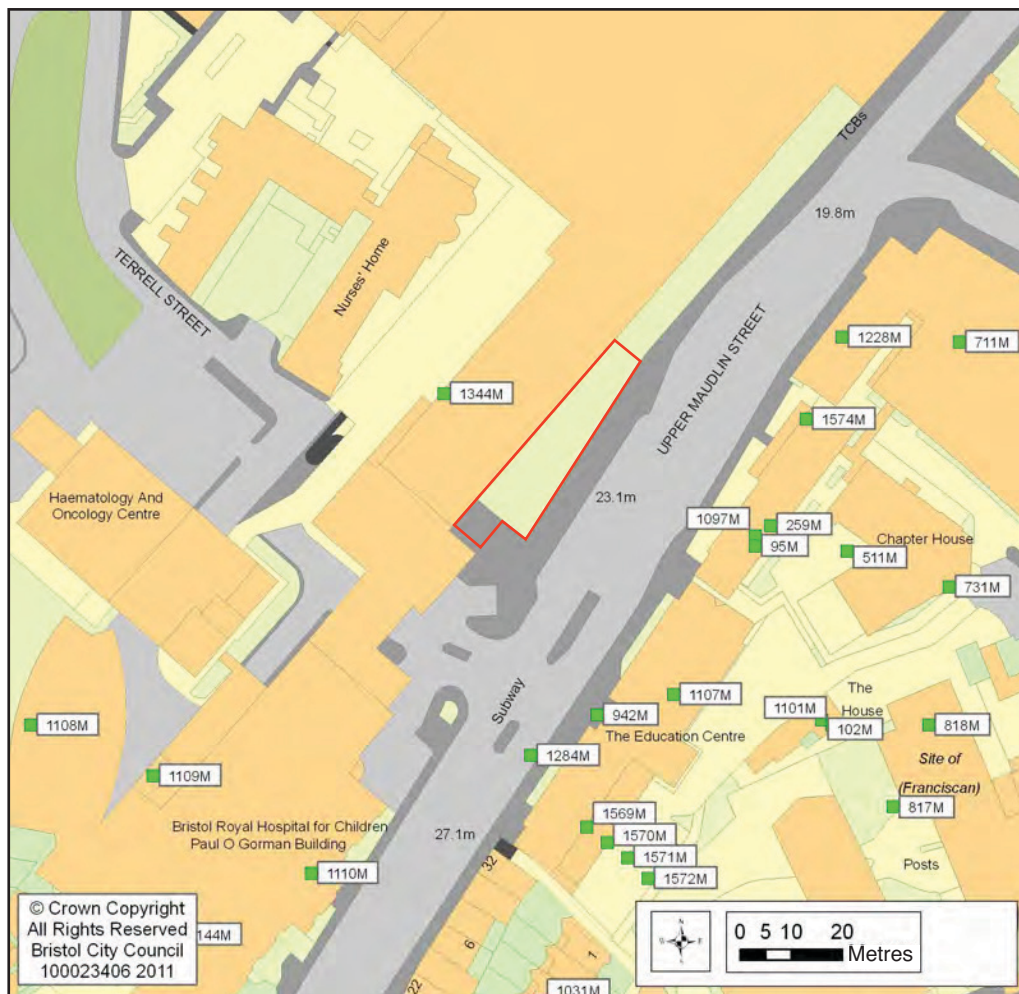 TCBs
19.8m
TERRELL STREET
Nurses' Home
UPPER MAUDLIN STREET
1228M
711M
1344M
1574M
Haematology And
Oncology Centre
23.1m
1097M
259M
95M
Chapter House
511M
731M
1107M
The
House
1101M
102M
818M
Subway
942M
The Education Centre
1108M
1284M
Site of
(Franciscan)
1109M
817M
Bristol Royal Hospital for Children
Paul O Gorman Building
27.1m
1569M
1570M
1571M
1572M
1110M
32
Posts
© Crown Copyright
All Rights Reserved
Bristol City Council
100023406 2011
144M
6
22
1
1031M
N
W
E
S
0 5 10 20
Metres